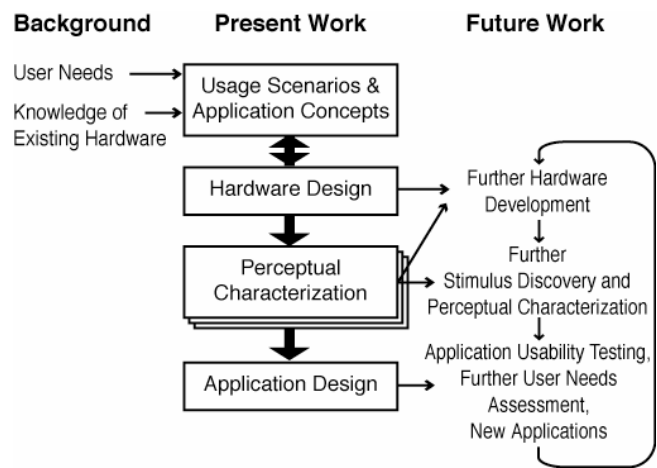 Background
Present Work
Future Work
User Needs
Knowledge of
Existing Hardware
Usage Scenarios &
Application Concepts
Hardware Design
Perceptual
Characterization
Application Design
Further Hardware
Development
Further
Stimulus Discovery and
Perceptual Characterization
Application Usability Testing,
Further User Needs
Assessment,
New Applications